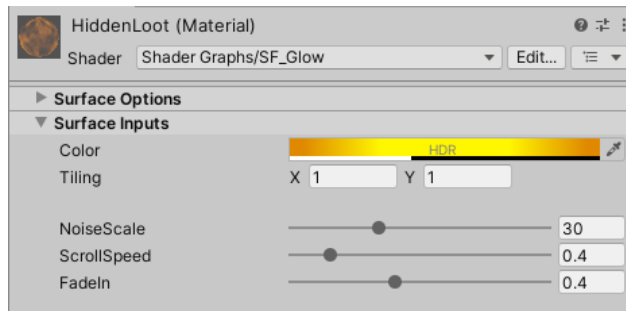 HiddenLoot (Material)
Shader Shader Graphs/SF_Glow Edit...
Surface Options
Surface Inputs
Color HDR
Tiling X 1 Y 1
NoiseScale 30
ScrollSpeed 0.4
FadeIn 0.4